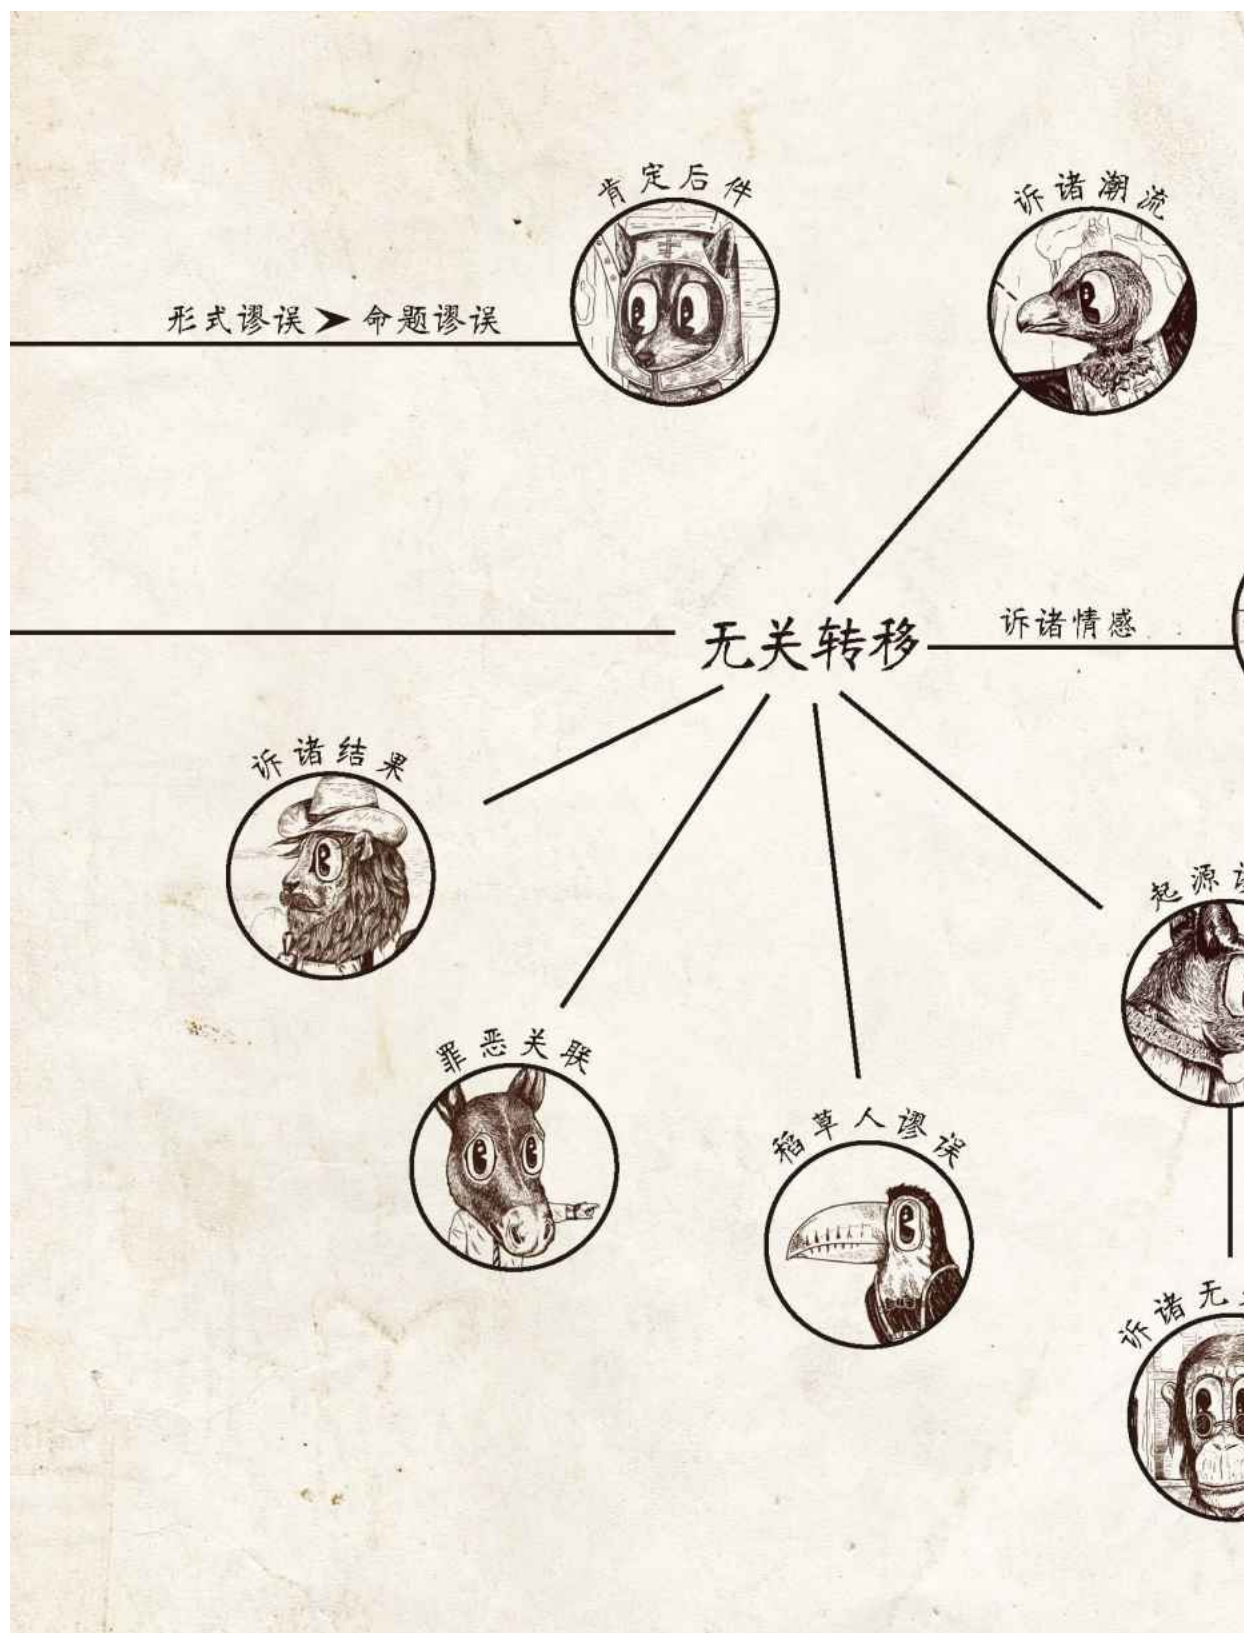 肯定后件
诉诸潮流
形式谬误➤命题谬误
无关转移
诉诸情感
诉诸结果
起源
罪恶关联
稻草人谬误
诉诸无